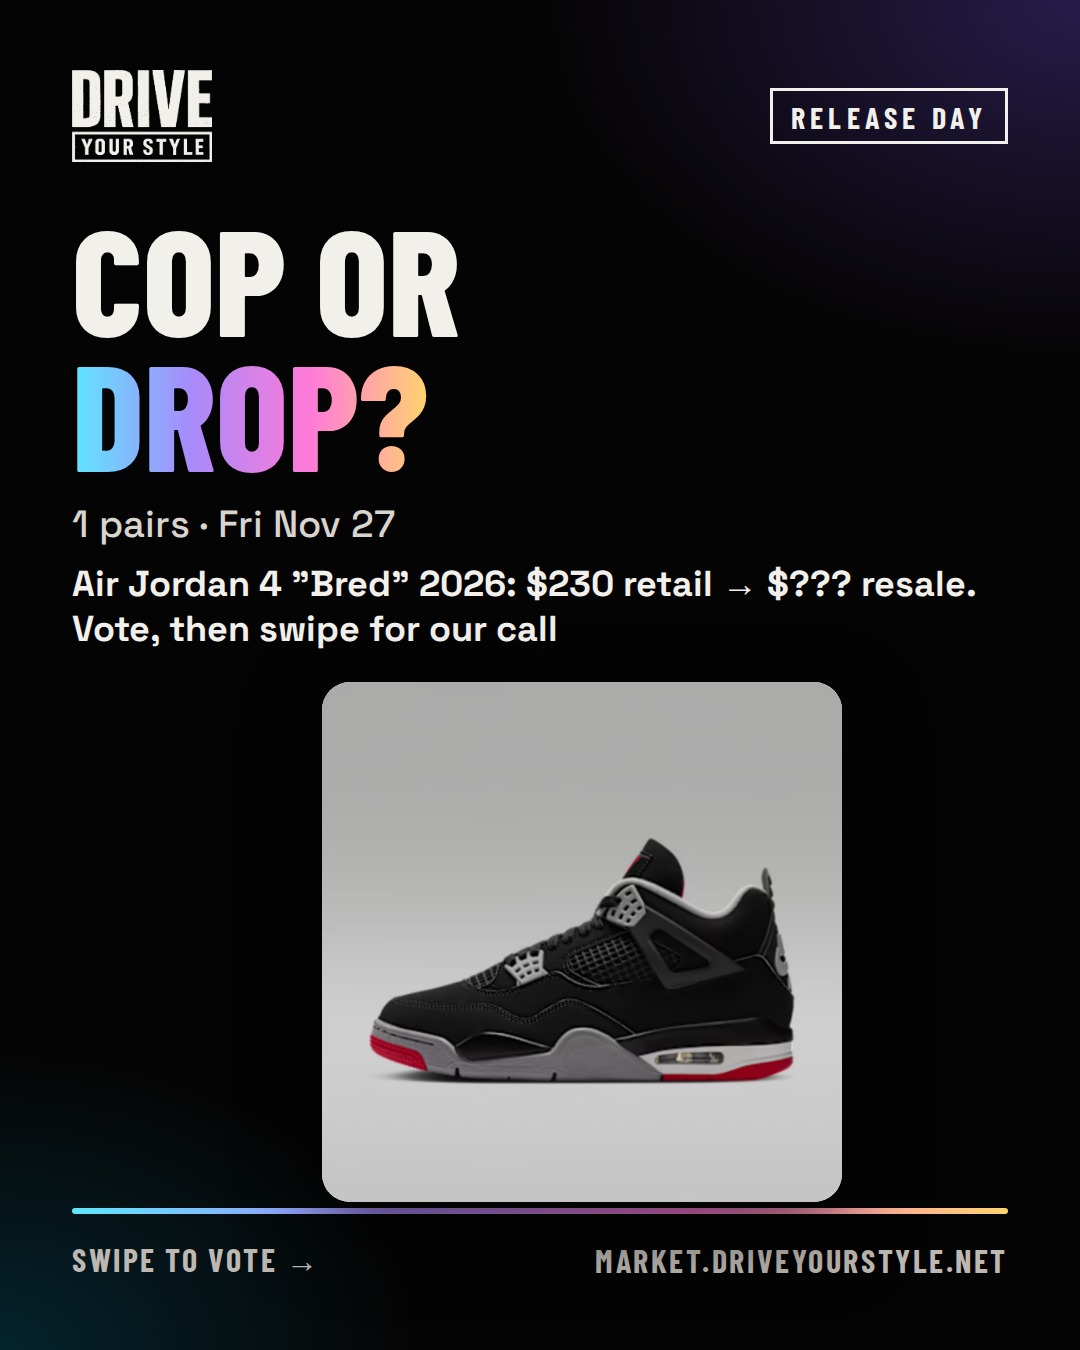 DRIVE
YOUR STYLE
RELEASE DAY
COP OR
DROP?
1 pairs · Fri Nov 27
Air Jordan 4 ”Bred” 2026: $230 retail → $??? resale.
Vote, then swipe for our call
SWIPE TO VOTE →
MARKET.DRIVEYOURSTYLE.NET